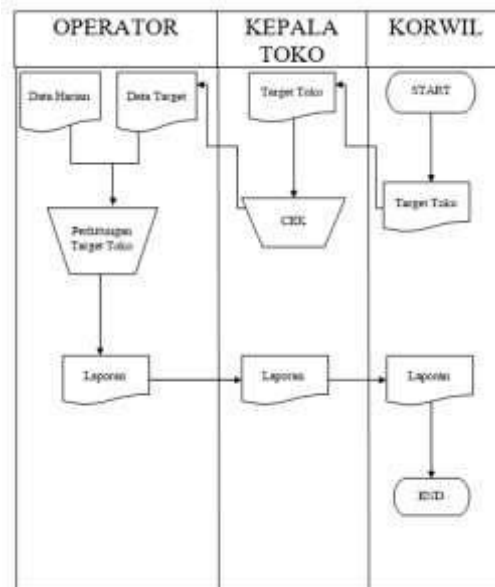 OPERATOR
KEPALA
TOKO
KORWIL
Data Harian
Data Target
Target Toko
START
CEK
Target Toko
Perhitungan
Target Toko
Laporan
Laporan
Laporan
END